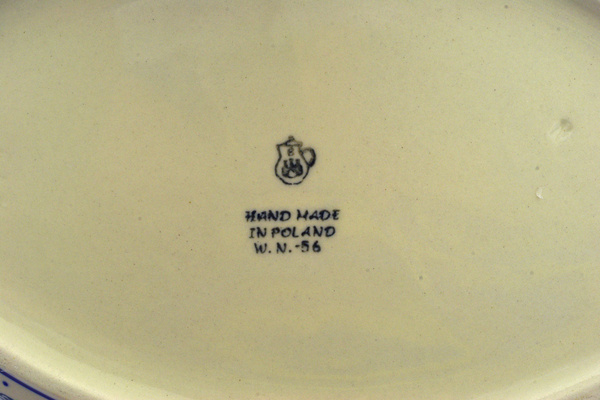 HAND MADE
IN POLAND
W. N. -56